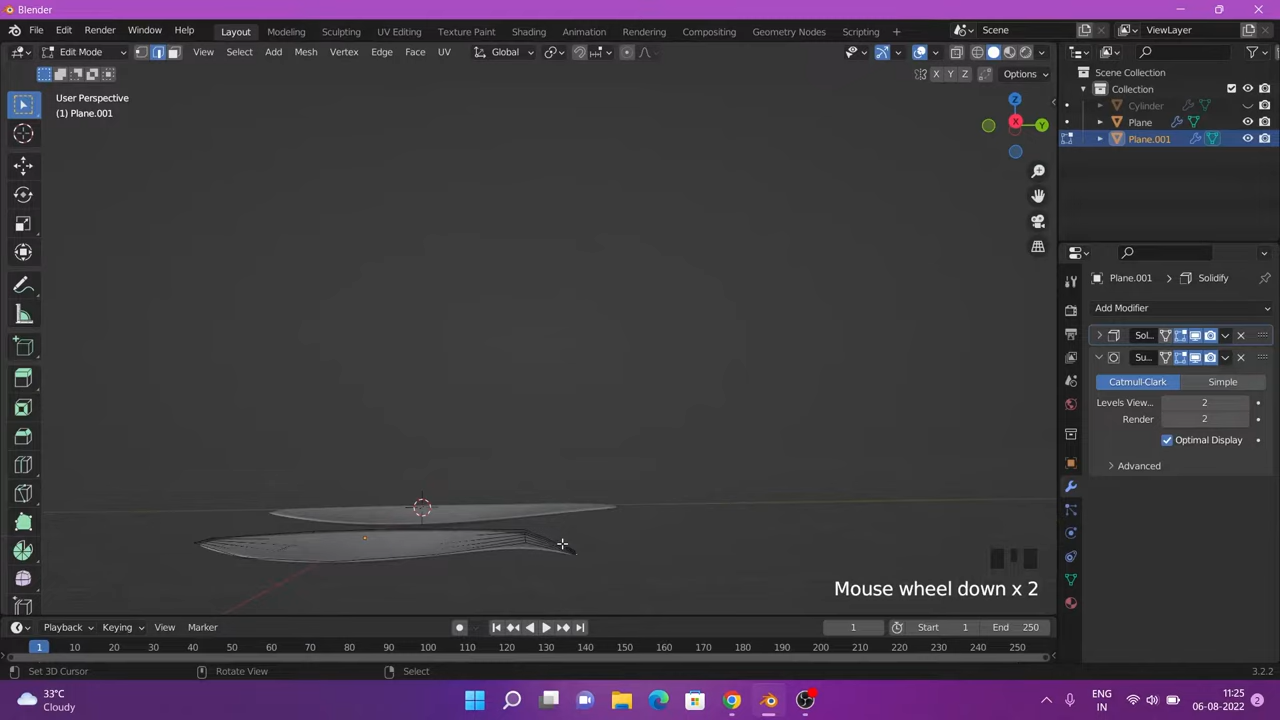 Blender
File Edit Render Window Help Layout Modeling Sculpting UV Editing Texture Paint Shading Animation Rendering Compositing Geometry Nodes Scripting + Scene ViewLayer
Edit Mode View Select Add Mesh Vertex Edge Face UV Global
X Y Z Options
User Perspective
(1) Plane.001
Scene Collection
Collection
Cylinder
Plane
Plane.001
Z
X
Y
Plane.001 > Solidify
Add Modifier
Sol...
Su...
Catmull-Clark Simple
Levels View... 2
Render 2
Optimal Display
Advanced
Mouse wheel down x 2
Playback Keying View Marker 1 Start 1 End 250
1 10 20 30 40 50 60 70 80 90 100 110 120 130 140 150 160 170 180 190 200 210 220 230 240 250
Set 3D Cursor Rotate View Select 3.2.2
33°C
Cloudy
ENG
IN
11:25
06-08-2022
2